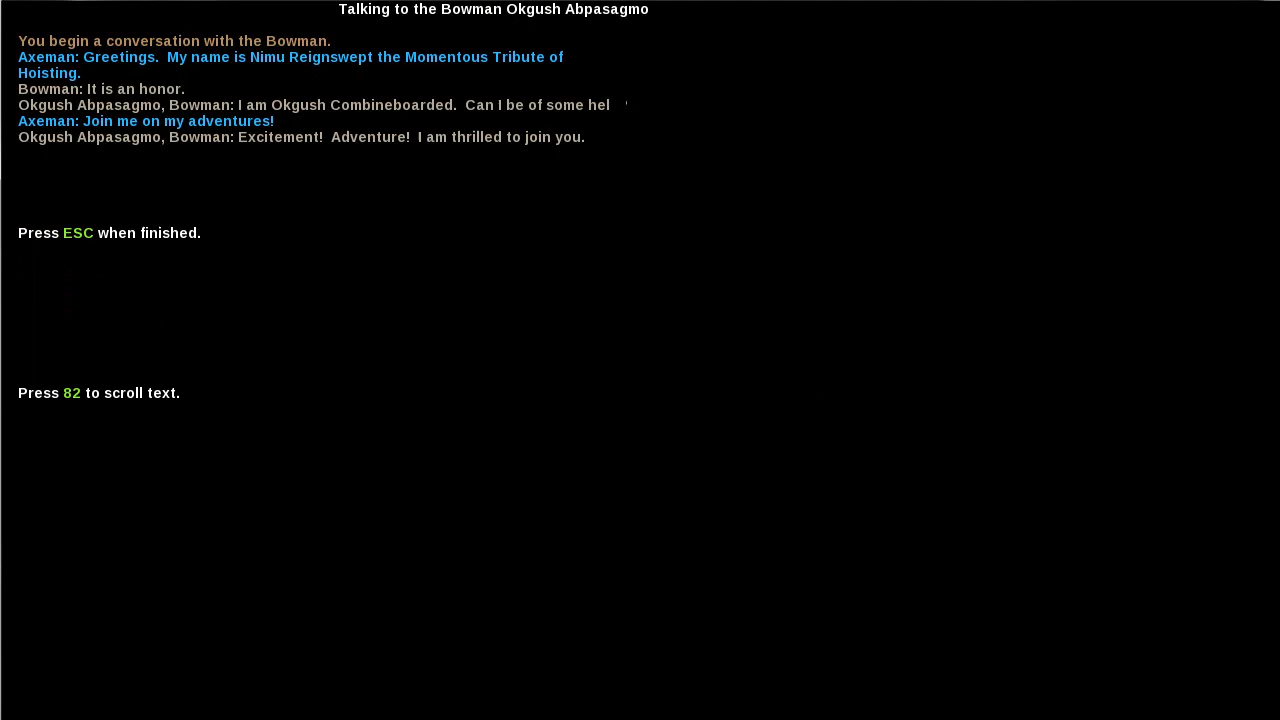 Talking to the Bowman Okgush Abpasagmo
You begin a conversation with the Bowman.
Axeman: Greetings.  My name is Nimu Reignswept the Momentous Tribute of
Hoisting.
Bowman: It is an honor.
Okgush Abpasagmo, Bowman: I am Okgush Combineboarded.  Can I be of some hel
Axeman: Join me on my adventures!
Okgush Abpasagmo, Bowman: Excitement!  Adventure!  I am thrilled to join you.
Press ESC when finished.
Press 82 to scroll text.